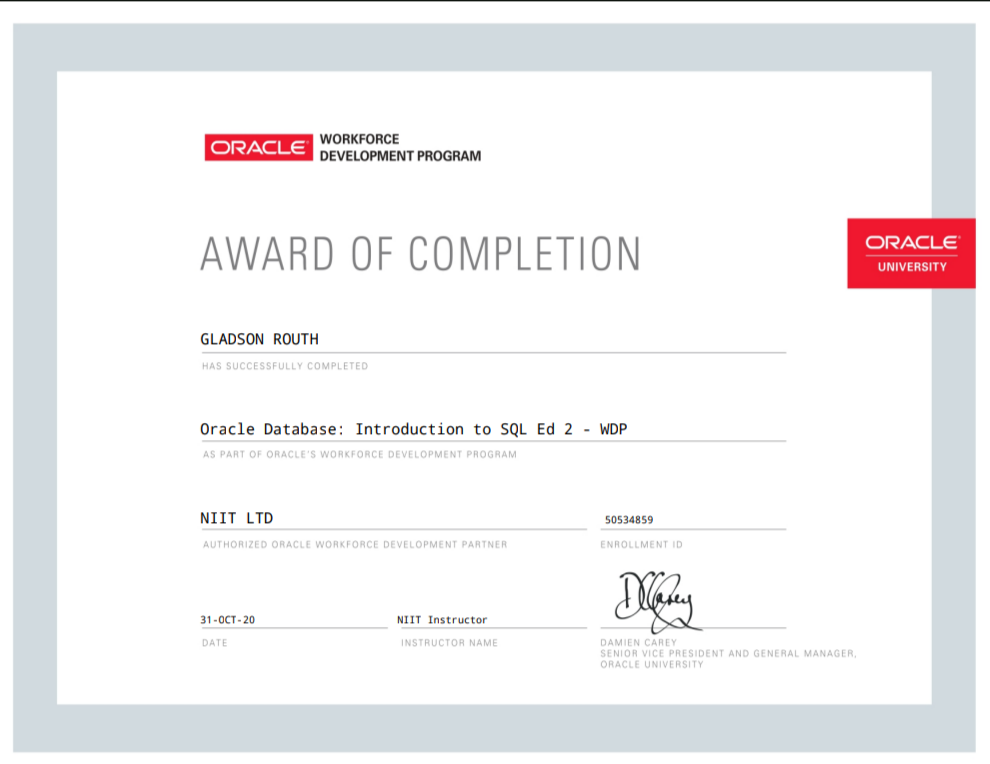 ORACLE WORKFORCE
DEVELOPMENT PROGRAM
ORACLE
UNIVERSITY
AWARD OF COMPLETION
GLADSON ROUTH
HAS SUCCESSFULLY COMPLETED
Oracle Database: Introduction to SQL Ed 2 - WDP
AS PART OF ORACLE'S WORKFORCE DEVELOPMENT PROGRAM
NIIT LTD
AUTHORIZED ORACLE WORKFORCE DEVELOPMENT PARTNER
50534859
ENROLLMENT ID
31-OCT-20
DATE
NIIT Instructor
INSTRUCTOR NAME
DCarey
DAMIEN CAREY
SENIOR VICE PRESIDENT AND GENERAL MANAGER,
ORACLE UNIVERSITY